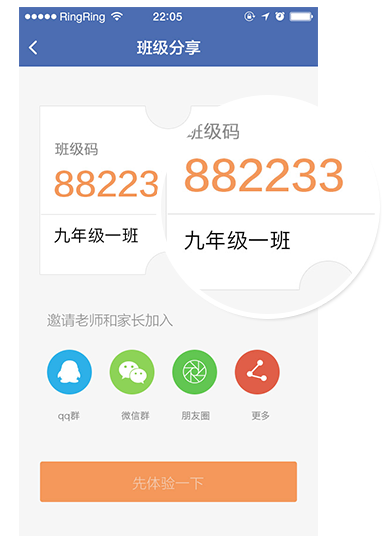 RingRing 22:05
班级分享
班级码
88223
九年级一班
班级码
882233
九年级一班
邀请老师和家长加入
qq群 微信群 朋友圈 更多
先体验一下